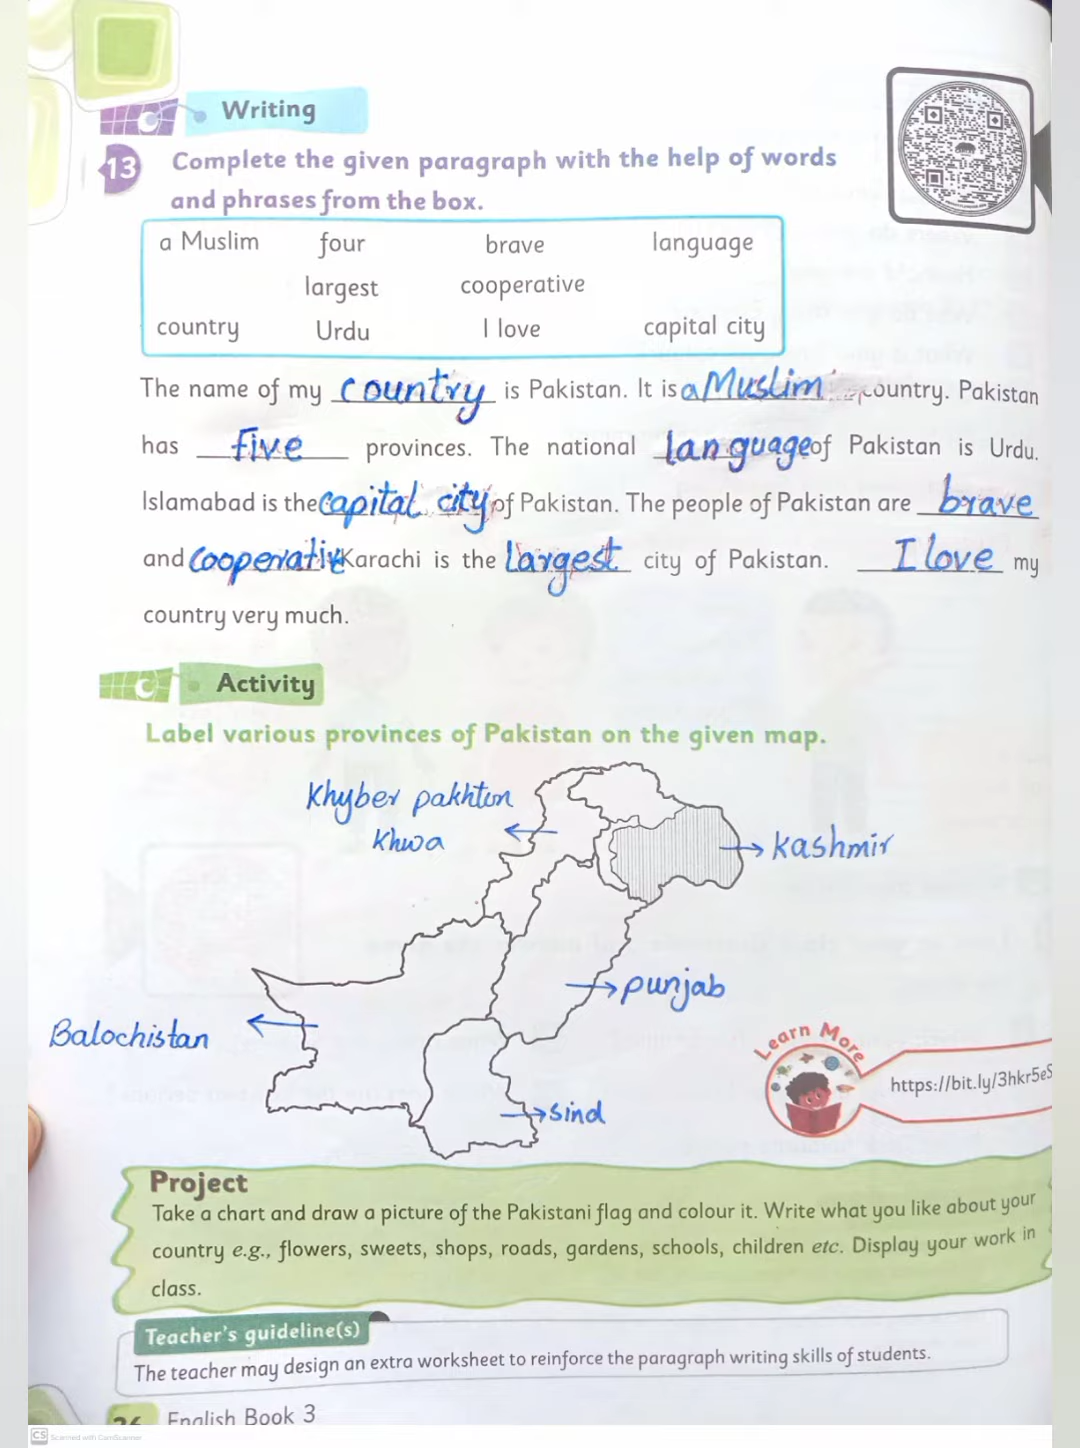 Writing
13 Complete the given paragraph with the help of words
and phrases from the box.
a Muslim four brave language
largest cooperative
country Urdu I love capital city
The name of my country is Pakistan. It is a Muslim country. Pakistan
has five provinces. The national language of Pakistan is Urdu.
Islamabad is the capital city of Pakistan. The people of Pakistan are brave
and cooperative Karachi is the largest city of Pakistan. I love my
country very much.
Activity
Label various provinces of Pakistan on the given map.
Khyber pakhtun
Khwa
Kashmir
punjab
Balochistan
Sind
Learn More
https://bit.ly/3hkr5eS
Project
Take a chart and draw a picture of the Pakistani flag and colour it. Write what you like about your
country e.g., flowers, sweets, shops, roads, gardens, schools, children etc. Display your work in
class.
Teacher's guideline(s)
The teacher may design an extra worksheet to reinforce the paragraph writing skills of students.
English Book 3
CS Scanned with CamScanner